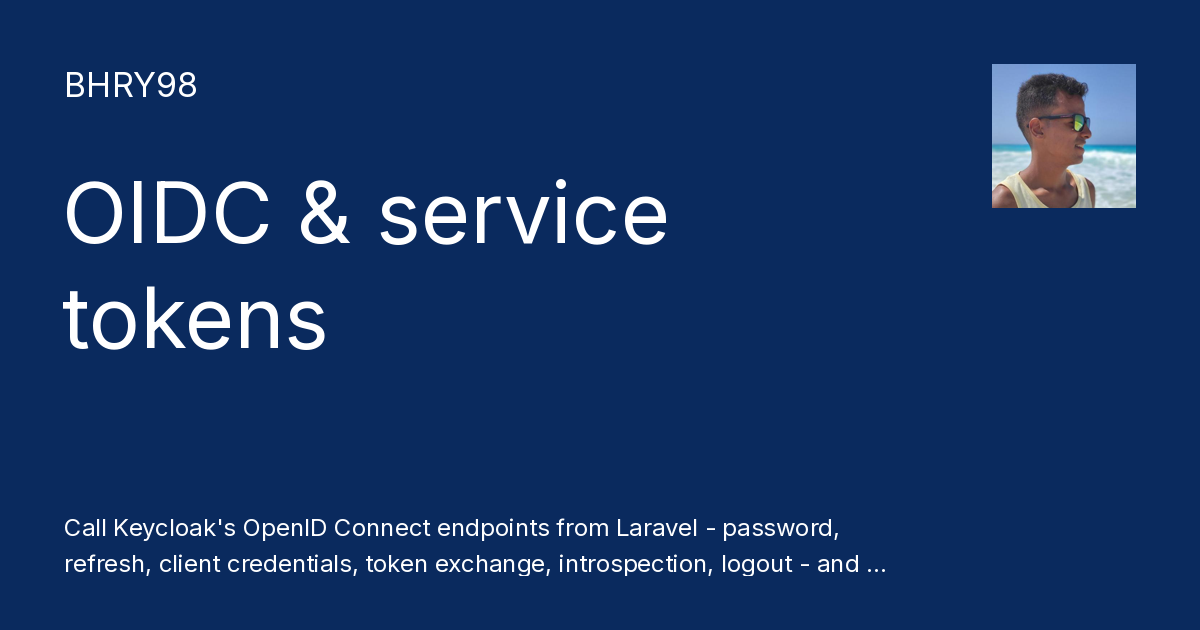 BHRY98
OIDC & service
tokens
Call Keycloak's OpenID Connect endpoints from Laravel - password,
refresh, client credentials, token exchange, introspection, logout - and ...